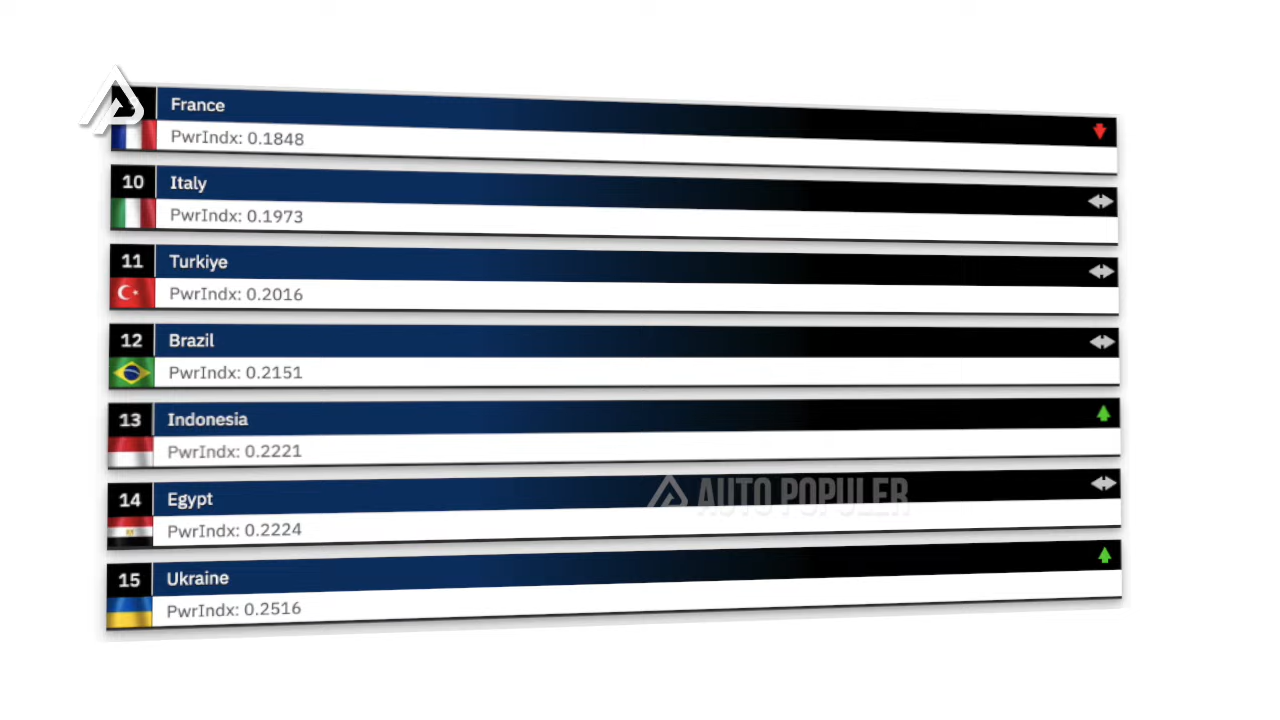 France
PwrIndx: 0.1848
10
Italy
PwrIndx: 0.1973
11
Turkiye
PwrIndx: 0.2016
12
Brazil
PwrIndx: 0.2151
13
Indonesia
PwrIndx: 0.2221
14
Egypt
PwrIndx: 0.2224
AUTO POPULER
15
Ukraine
PwrIndx: 0.2516